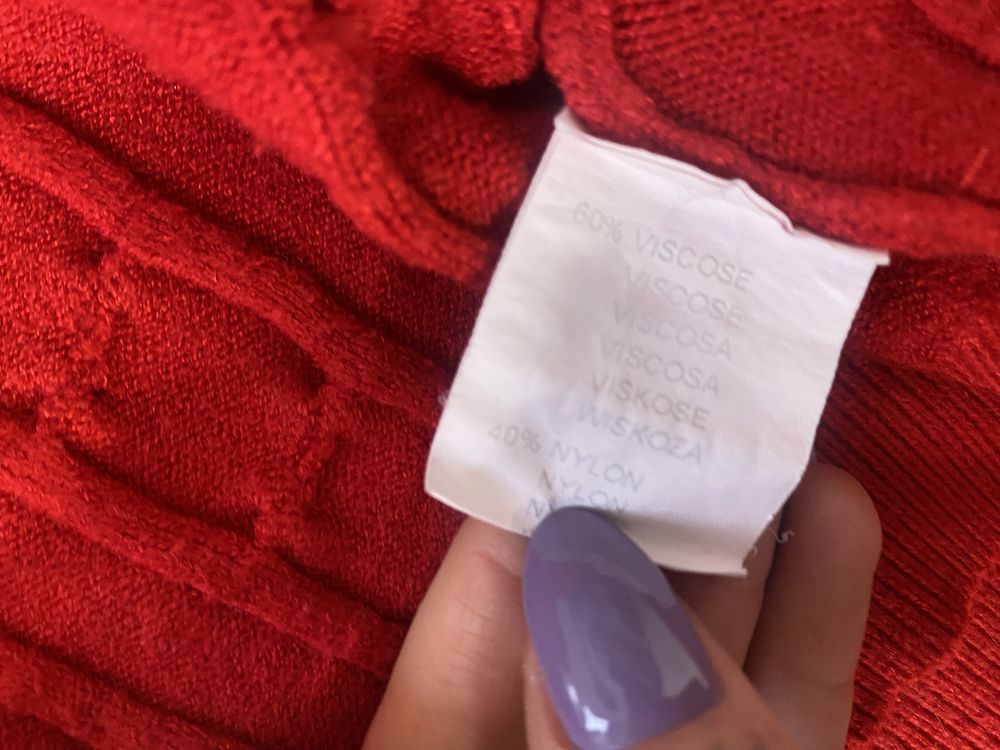 60% VISCOSE
VISCOSE
VISCOSA
VISCOSA
VISKOSE
WISKOZA
40% NYLON
NYLON